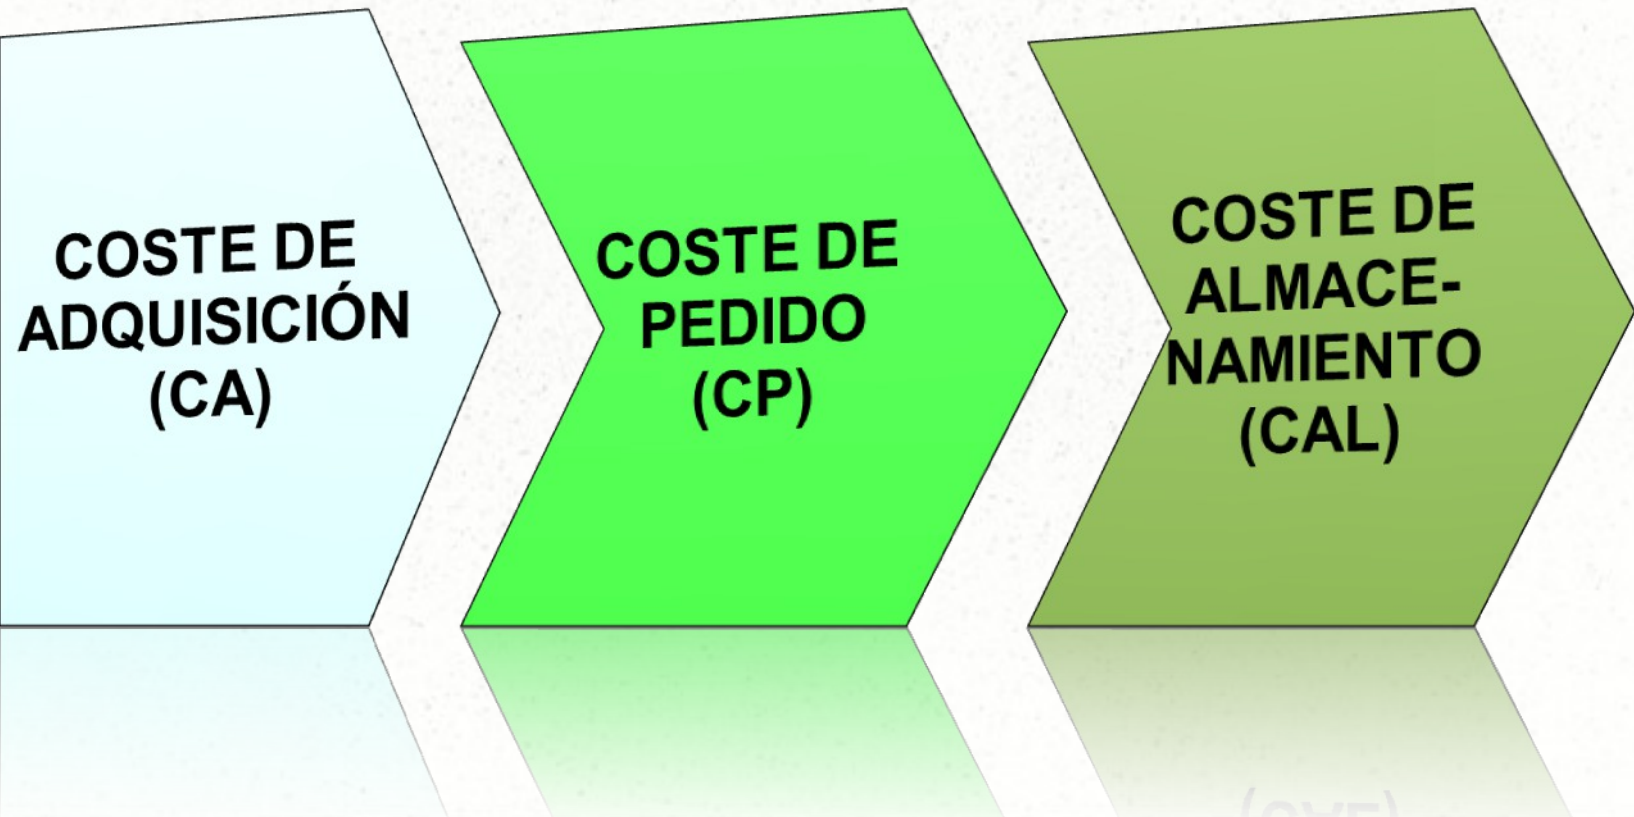 COSTE DE
ADQUISICIÓN
(CA)
COSTE DE
PEDIDO
(CP)
COSTE DE
ALMACE-
NAMIENTO
(CAL)